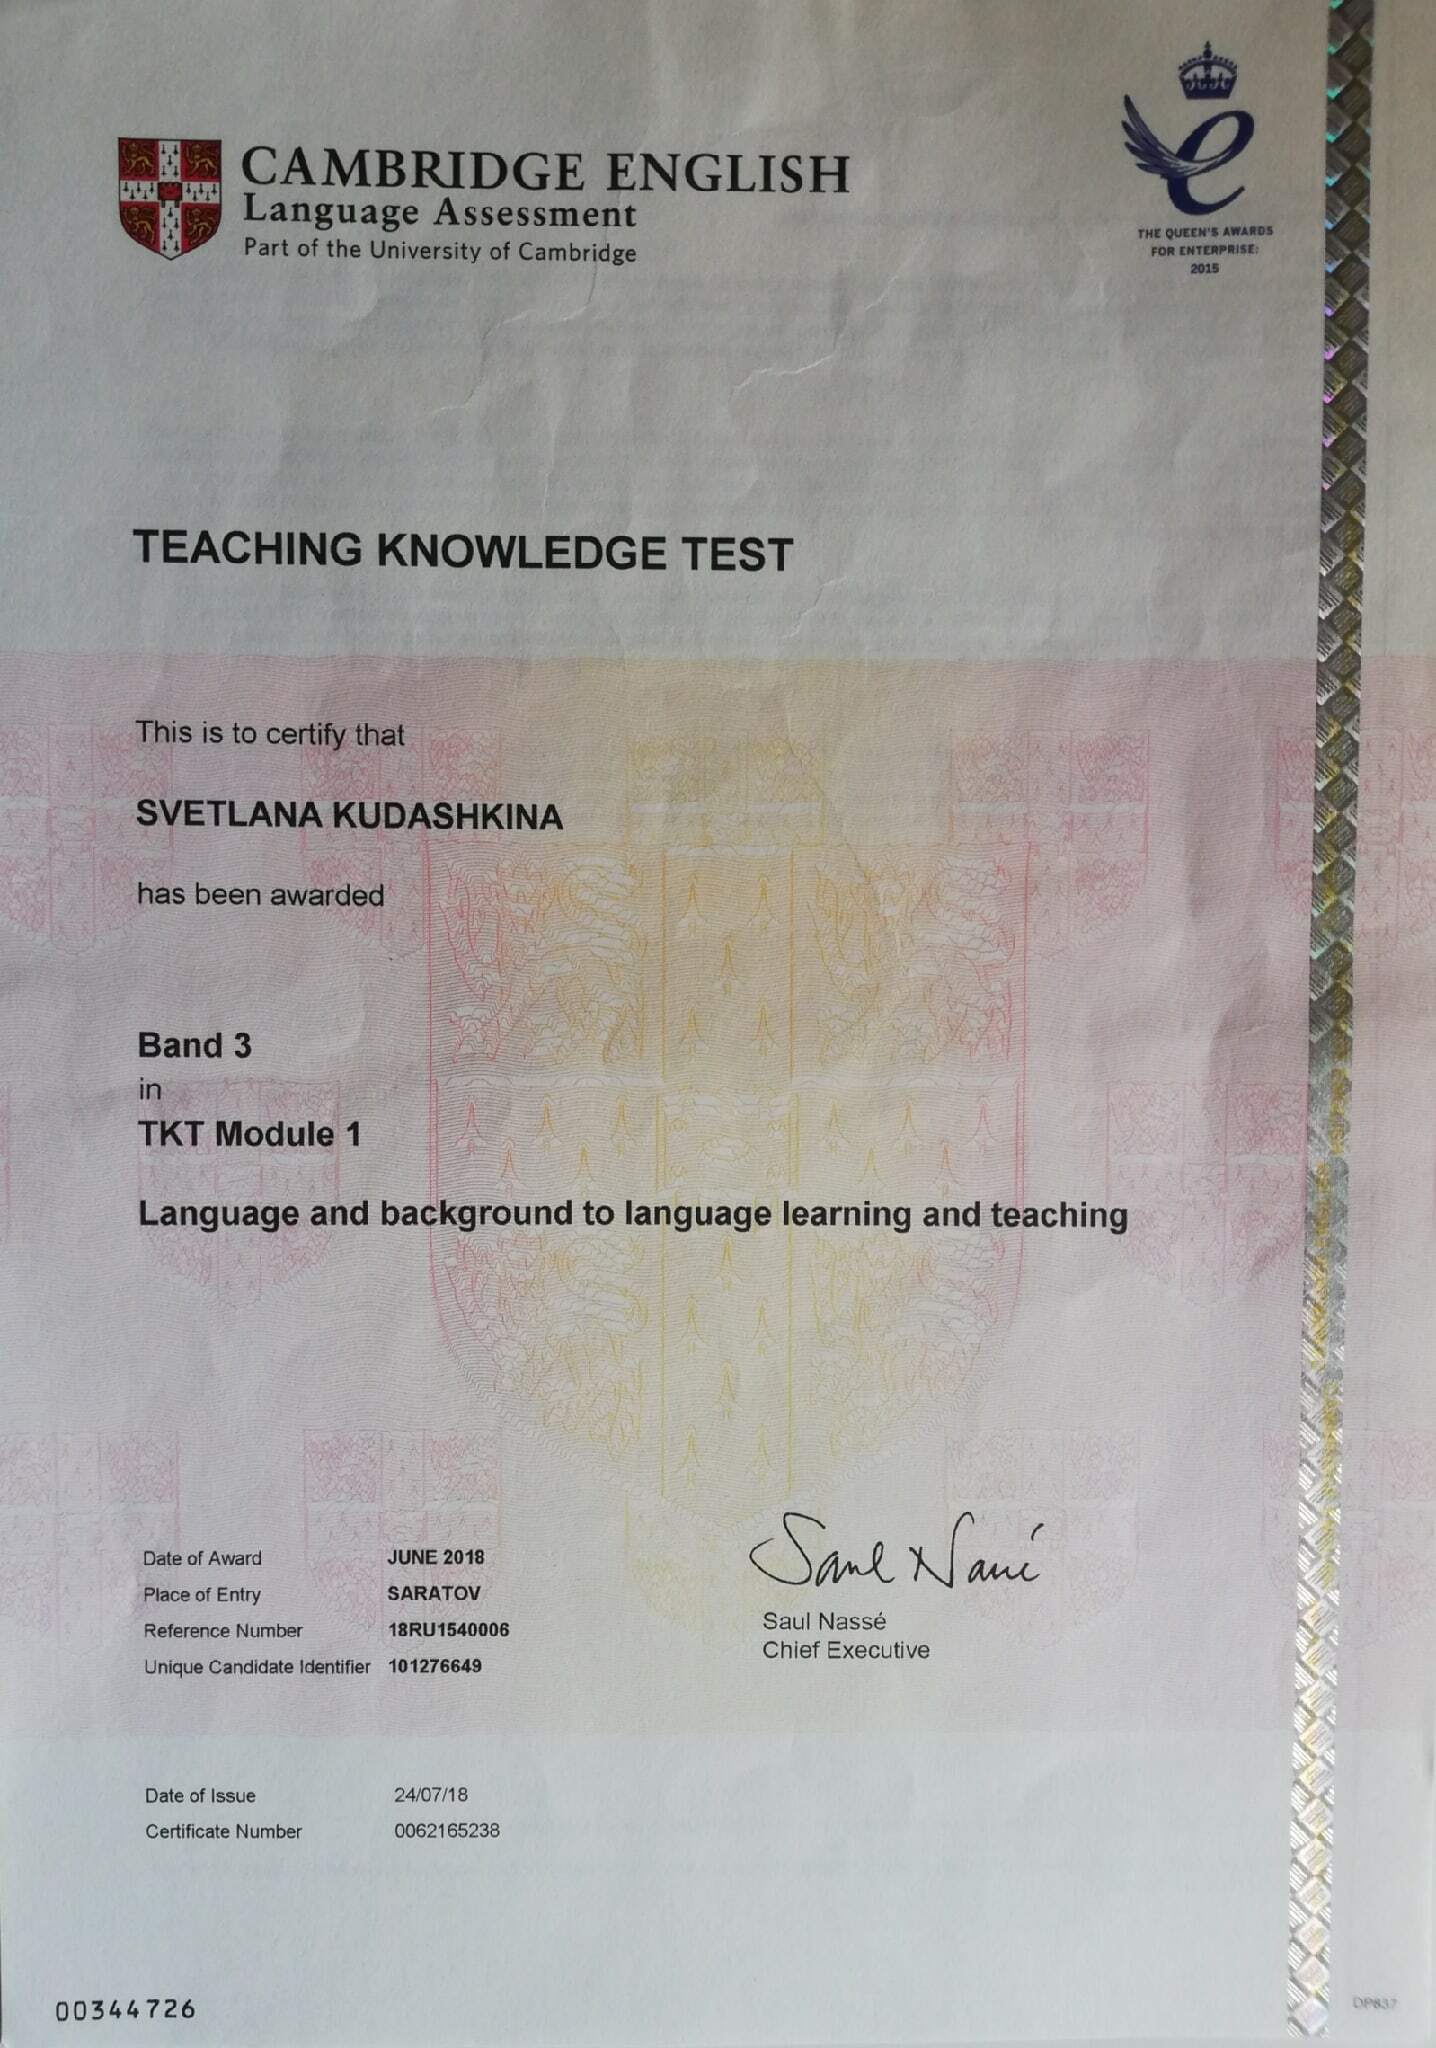 CAMBRIDGE ENGLISH
Language Assessment
Part of the University of Cambridge
THE QUEEN'S AWARDS
FOR ENTERPRISE:
2015
TEACHING KNOWLEDGE TEST
This is to certify that
SVETLANA KUDASHKINA
has been awarded
Band 3
in
TKT Module 1
Language and background to language learning and teaching
Date of Award JUNE 2018
Place of Entry SARATOV
Reference Number 18RU1540006
Unique Candidate Identifier 101276649
Saul Nassé
Saul Nassé
Chief Executive
Date of Issue 24/07/18
Certificate Number 0062165238
00344726
DP837